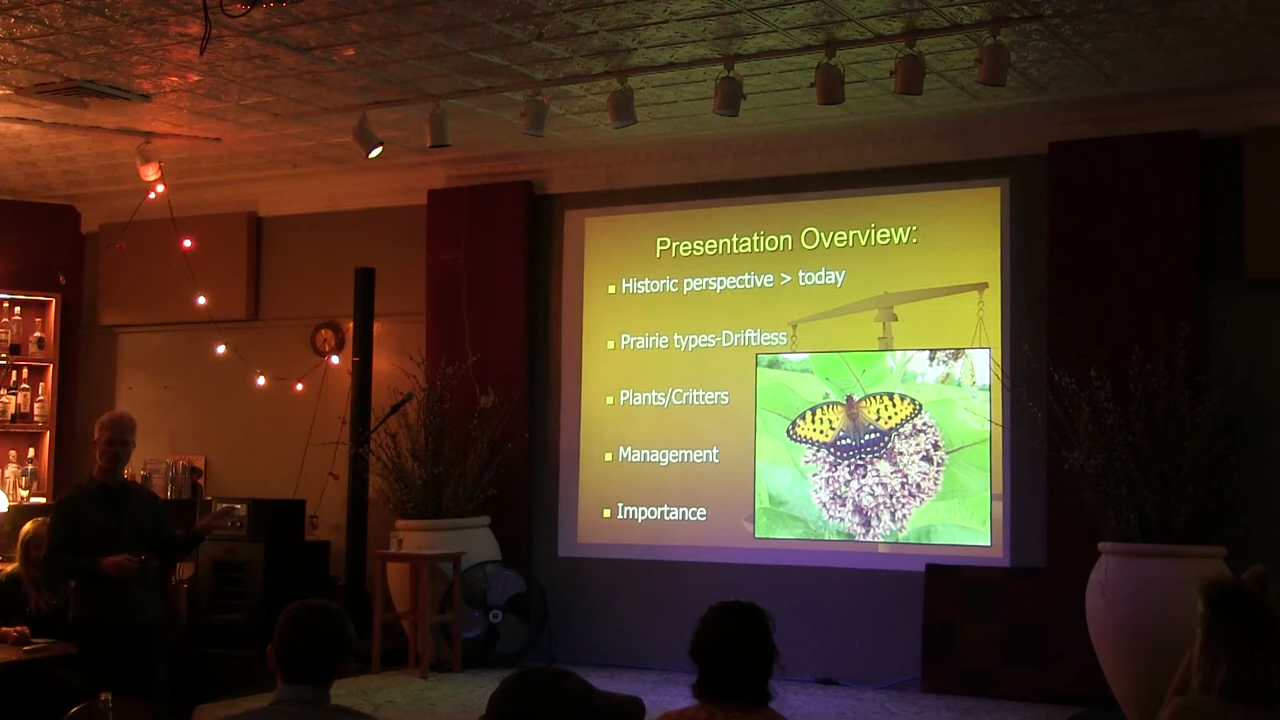 Presentation Overview:
Historic perspective > today
Prairie types-Driftless
Plants/Critters
Management
Importance